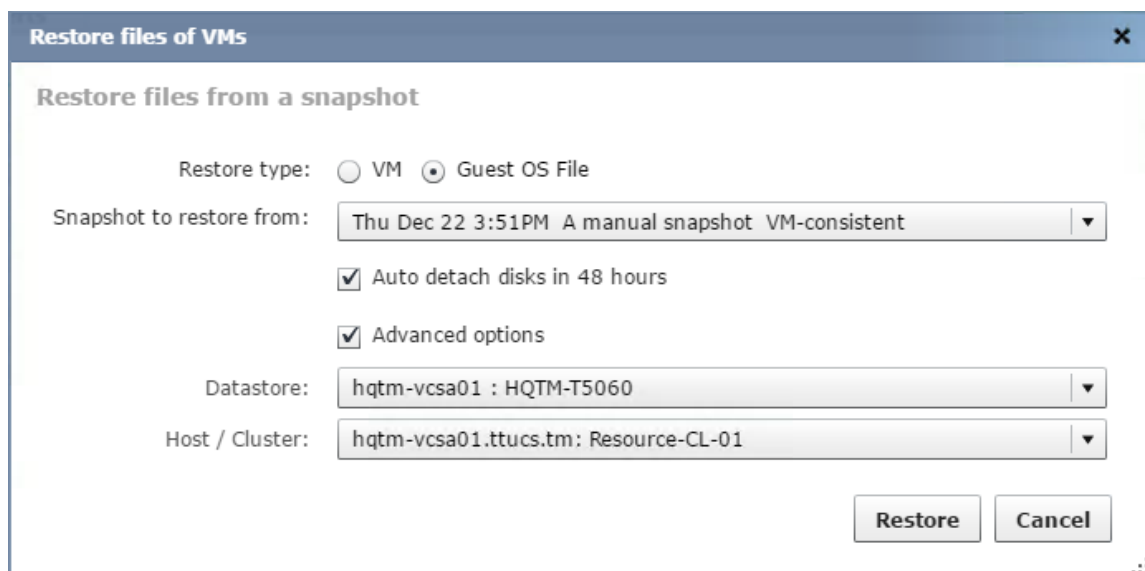 Restore files of VMs
Restore files from a snapshot
Restore type: VM Guest OS File
Snapshot to restore from: Thu Dec 22 3:51PM A manual snapshot VM-consistent
Auto detach disks in 48 hours
Advanced options
Datastore: hqtm-vcsa01 : HQTM-T5060
Host / Cluster: hqtm-vcsa01.ttucs.tm: Resource-CL-01
Restore Cancel